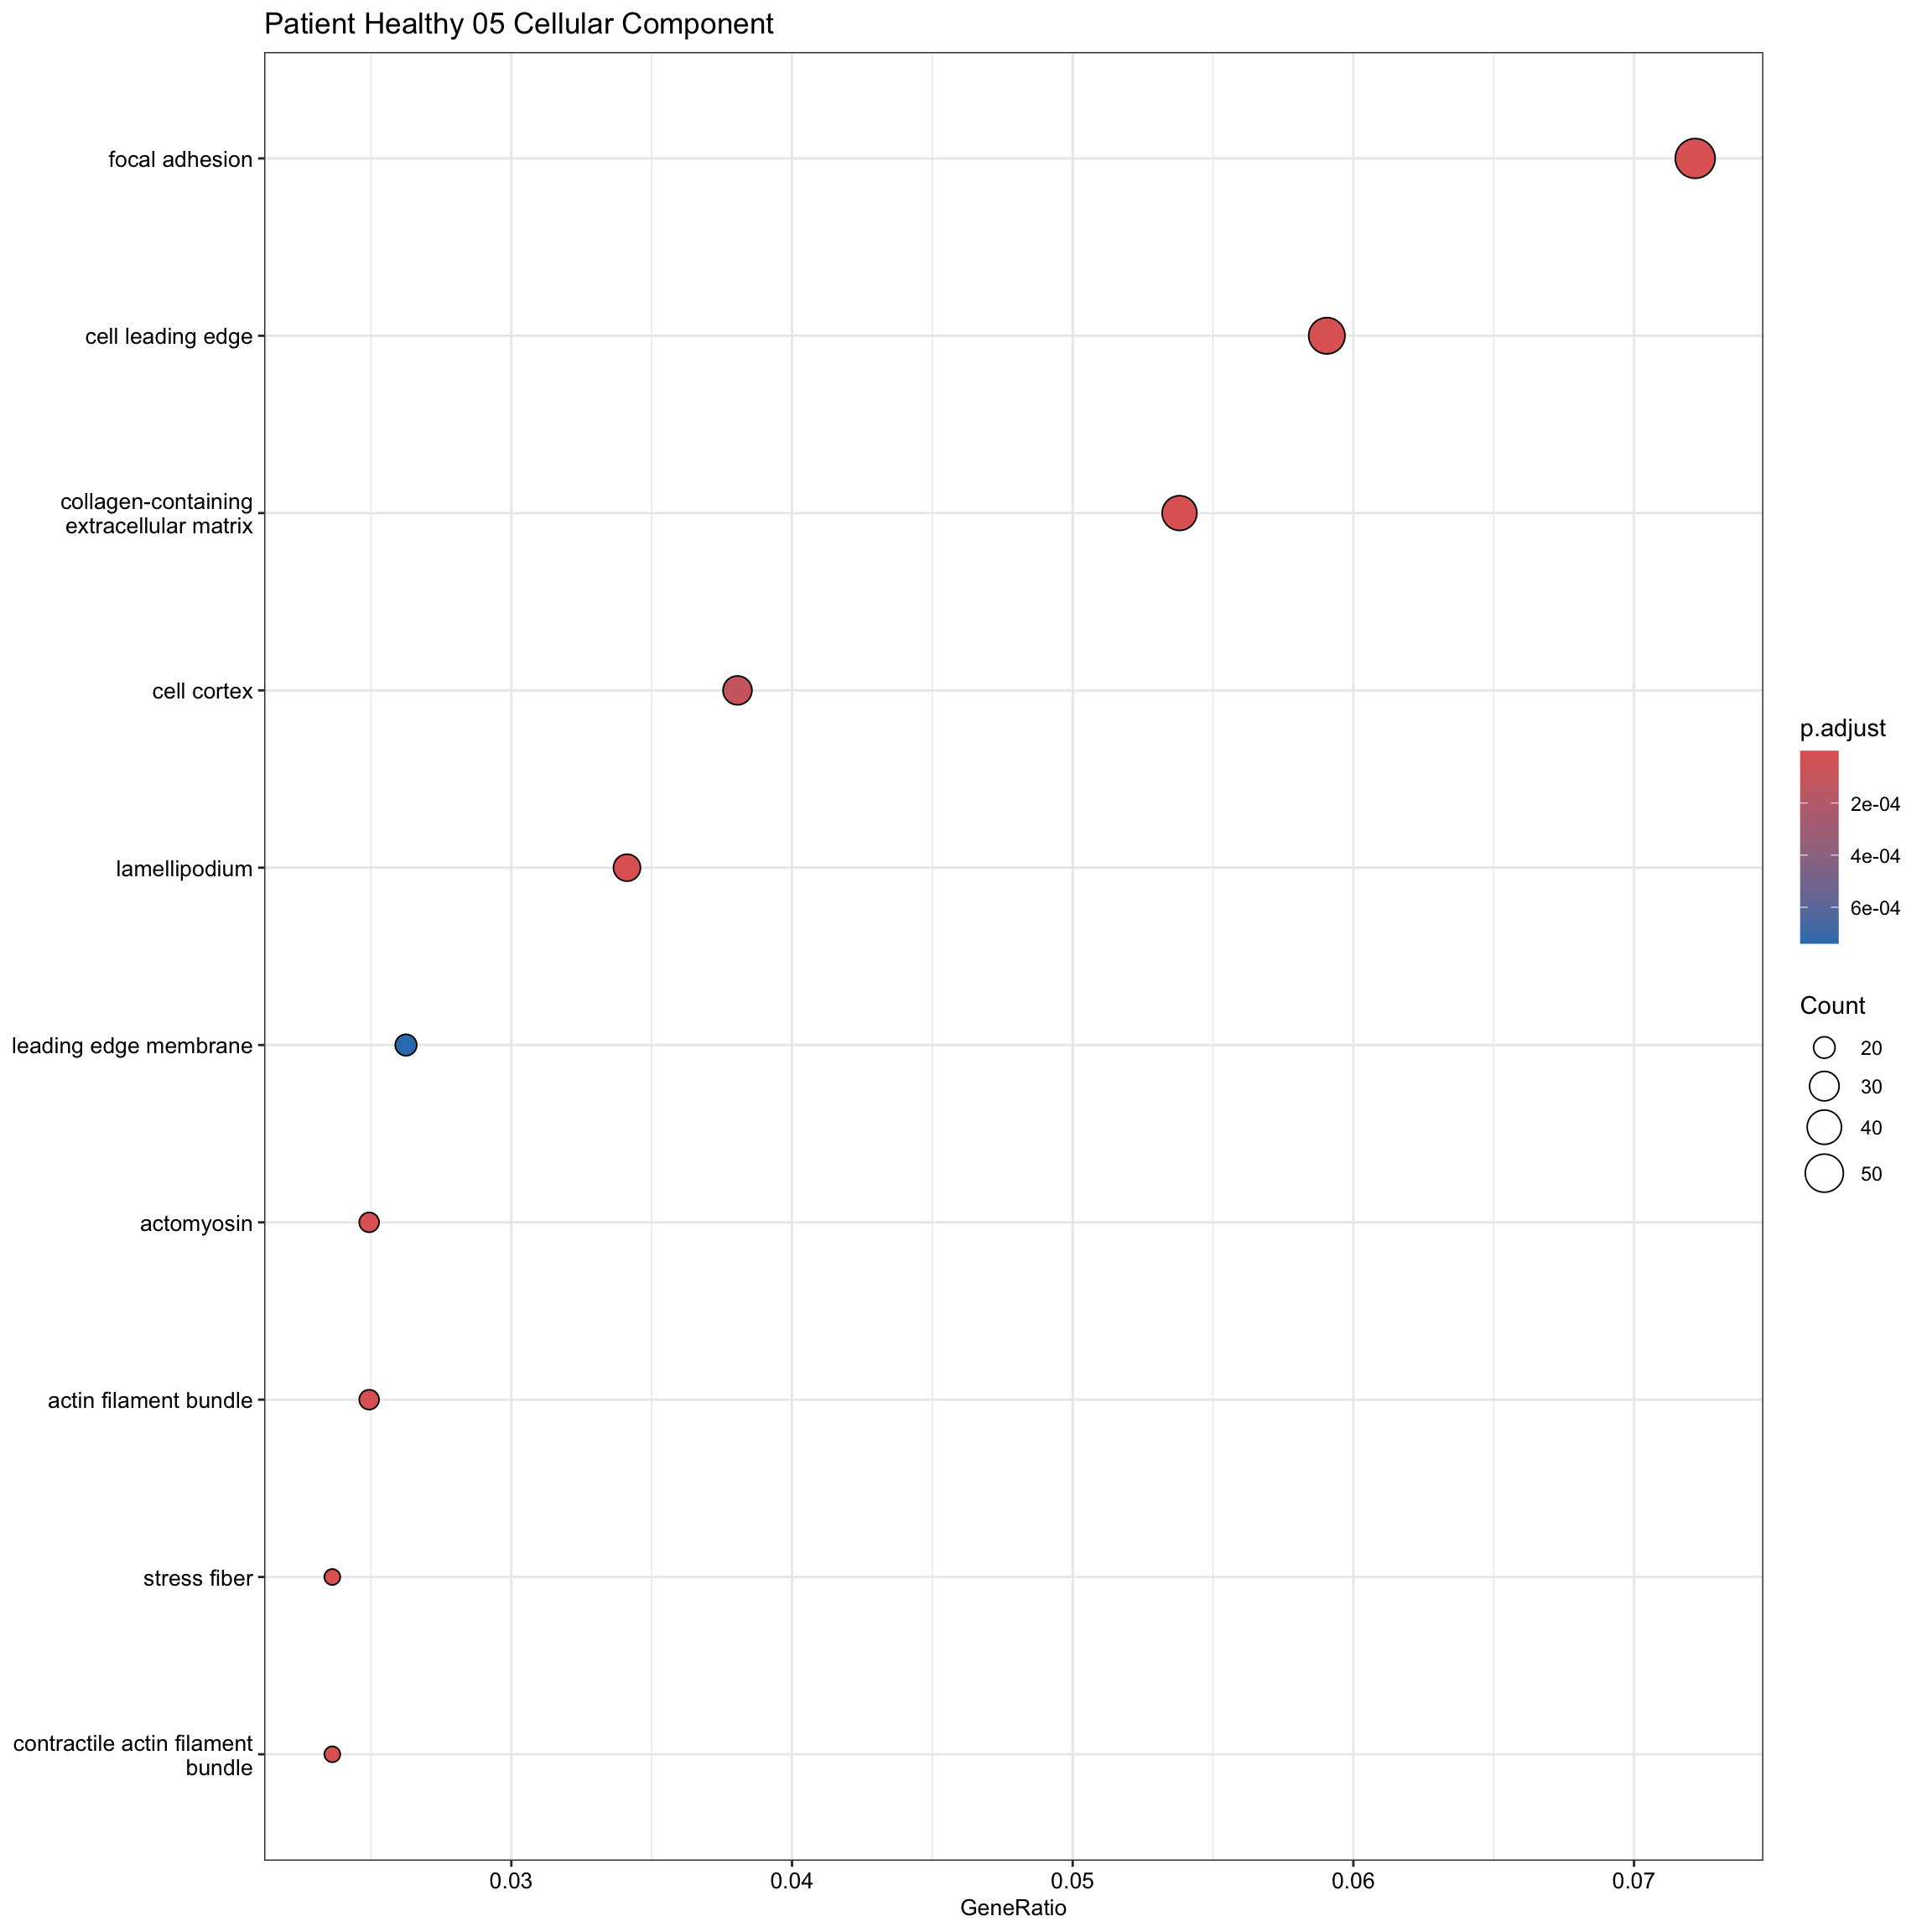 Patient Healthy 05 Cellular Component
focal adhesion
cell leading edge
collagen-containing
extracellular matrix
cell cortex
lamellipodium
leading edge membrane
actomyosin
actin filament bundle
stress fiber
contractile actin filament
bundle
0.03
0.04
0.05
0.06
0.07
GeneRatio
p.adjust
2e-04
4e-04
6e-04
Count
20
30
40
50